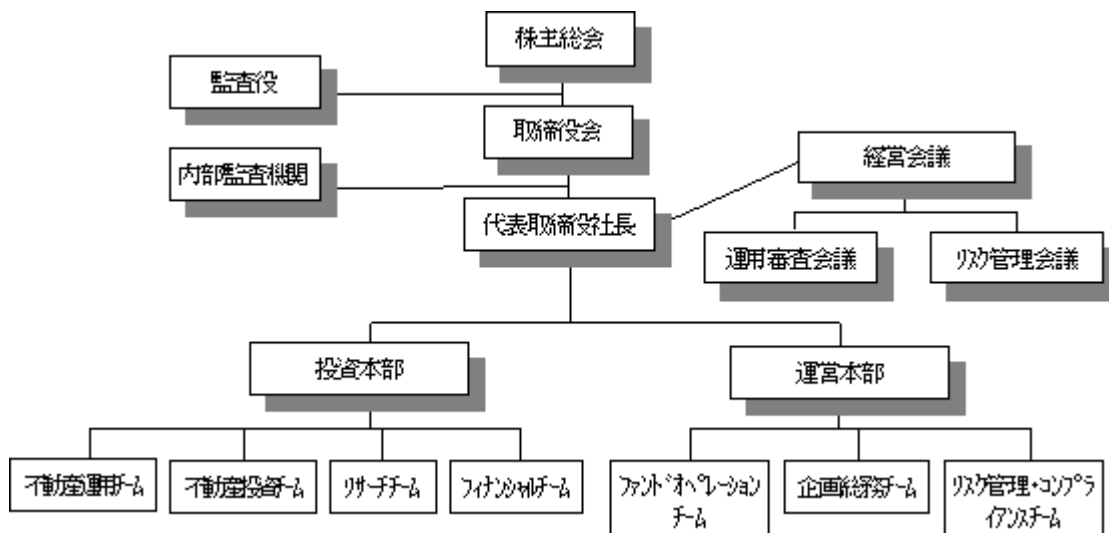 株主総会
監査役
取締役会
経営会議
内部監査機関
代表取締役社長
運用審査会議
リスク管理会議
投資本部
運営本部
不動産運用チーム
不動産投資チーム
リサーチチーム
フィナンシャルチーム
ファンドオペレーション
チーム
企画総務チーム
リスク管理・コンプラ
イアンスチーム